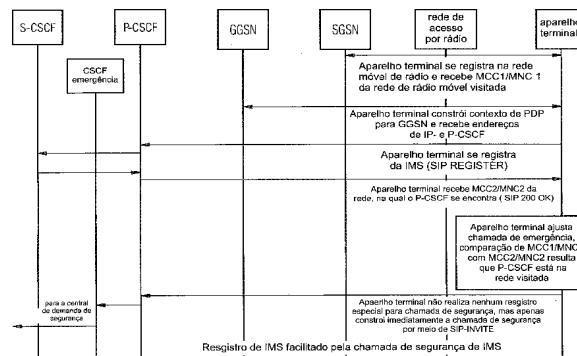 S-CSCF
P-CSCF
GGSN
SGSN
rede de
acesso
por rádio
aparelho
terminal
CSCF
emergência
Aparelho terminal se registra na rede
móvel de rádio e recebe MCC1/MNC 1
da rede de rádio móvel visitada
Aparelho terminal constrói contexto de PDP
para GGSN e recebe endereços
de IP- e P-CSCF
Aparelho terminal se registra
da IMS (SIP REGISTER)
Aparelho terminal recebe MCC2/MNC2 da
rede, na qual o P-CSCF se encontra ( SIP 200 OK)
Aparelho terminal ajusta
chamada de emergência,
comparação de MCC1/MNC
com MCC2/MNC2 resulta
que P-CSCF está na
rede visitada
para a central
de demanda de
segurança
Apaerlho terminal não realiza nenhum resgistro
especial para chamada de segurança, mas apenas
constrói imediatamente a chamada de segurança
por meio de SIP-INVITE
Resgistro de IMS facilitado pela chamada de segurança de IMS